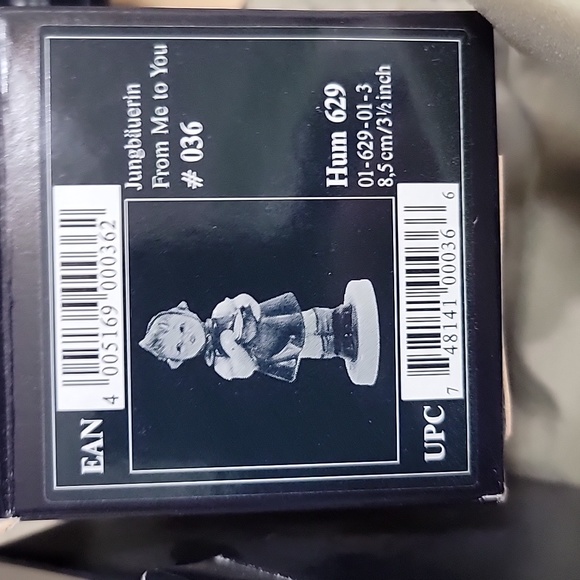 Jungbäuerin
From Me to You
# 036
Hum 629
01-629-01-3
8,5 cm/3½ inch
EAN
4 005169 000362
UPC
7 48141 00036 6